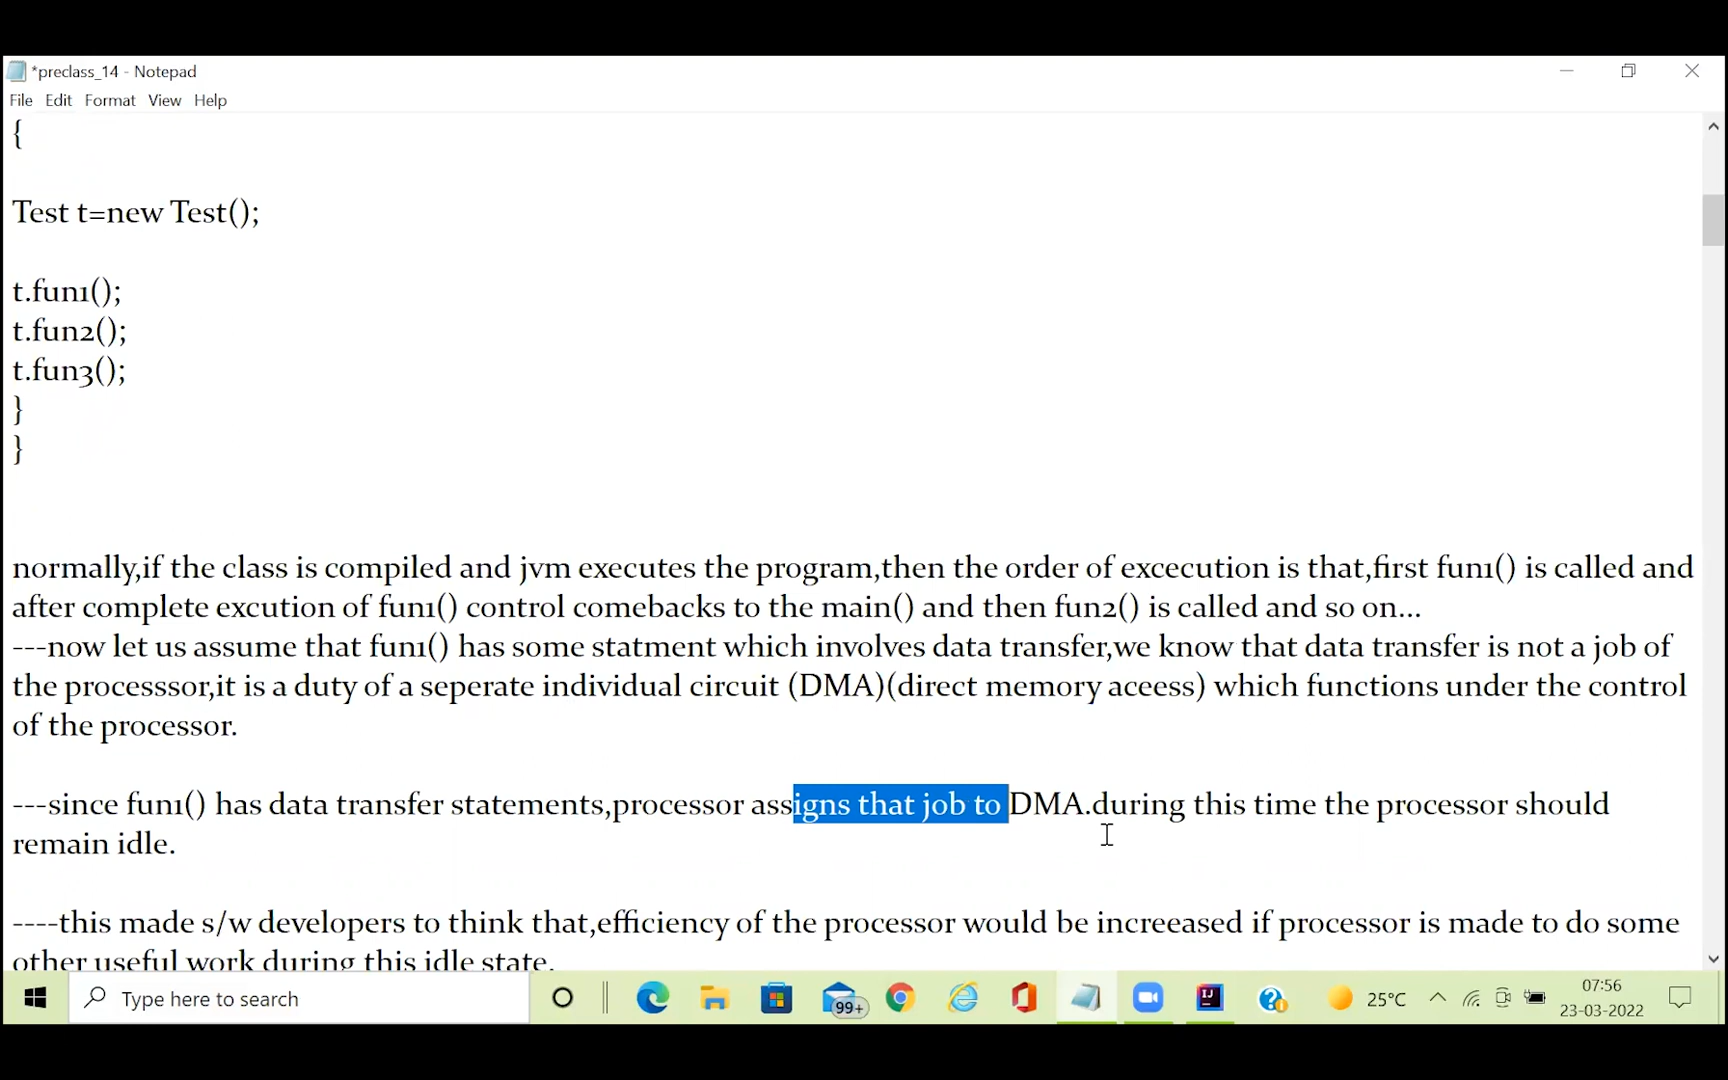 *preclass_14 - Notepad
File Edit Format View Help
{
Test t=new Test();
t.fun1();
t.fun2();
t.fun3();
}
}
normally,if the class is compiled and jvm executes the program,then the order of excecution is that,first fun1() is called and
after complete excution of fun1() control comebacks to the main() and then fun2() is called and so on...
---now let us assume that fun1() has some statment which involves data transfer,we know that data transfer is not a job of
the processsor,it is a duty of a seperate individual circuit (DMA)(direct memory aceess) which functions under the control
of the processor.
---since fun1() has data transfer statements,processor assigns that job to DMA.during this time the processor should
remain idle.
----this made s/w developers to think that,efficiency of the processor would be increeased if processor is made to do some
other useful work during this idle state.
Type here to search
99+
25°C
07:56
23-03-2022